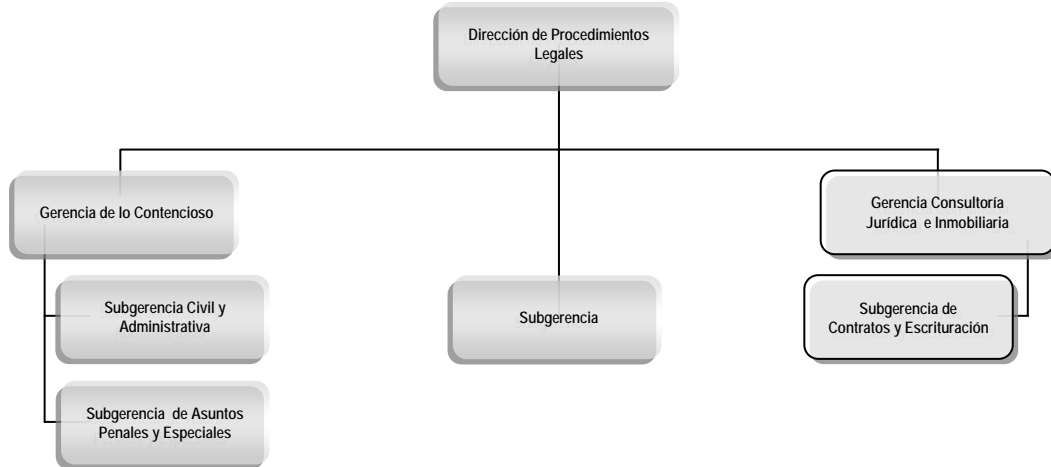 Dirección de Procedimientos
Legales
Gerencia de lo Contencioso
Gerencia Consultoría
Jurídica e Inmobiliaria
Subgerencia Civil y
Administrativa
Subgerencia
Subgerencia de
Contratos y Escrituración
Subgerencia de Asuntos
Penales y Especiales